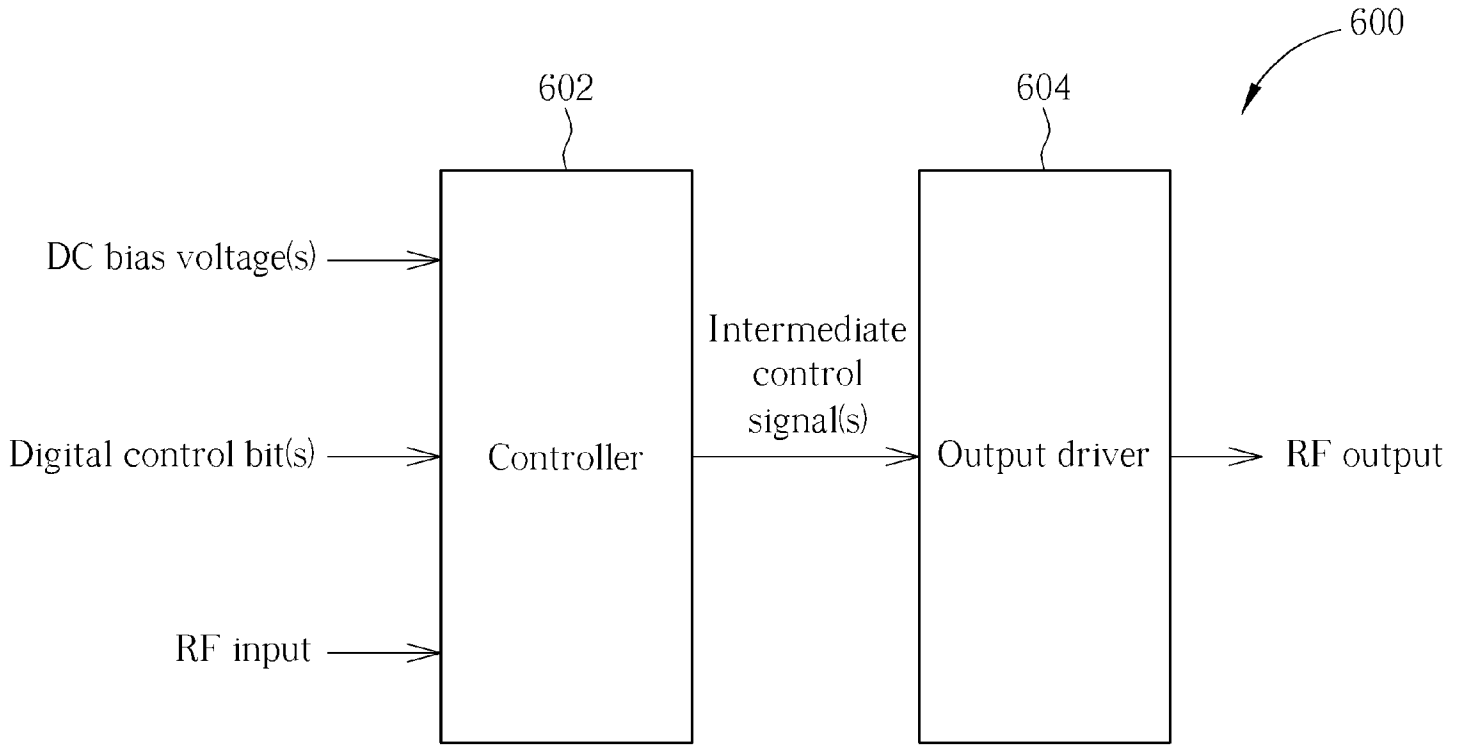 600
602
604
DC bias voltage(s)
Intermediate
control
signal(s)
Digital control bit(s)
Controller
Output driver
RF output
RF input